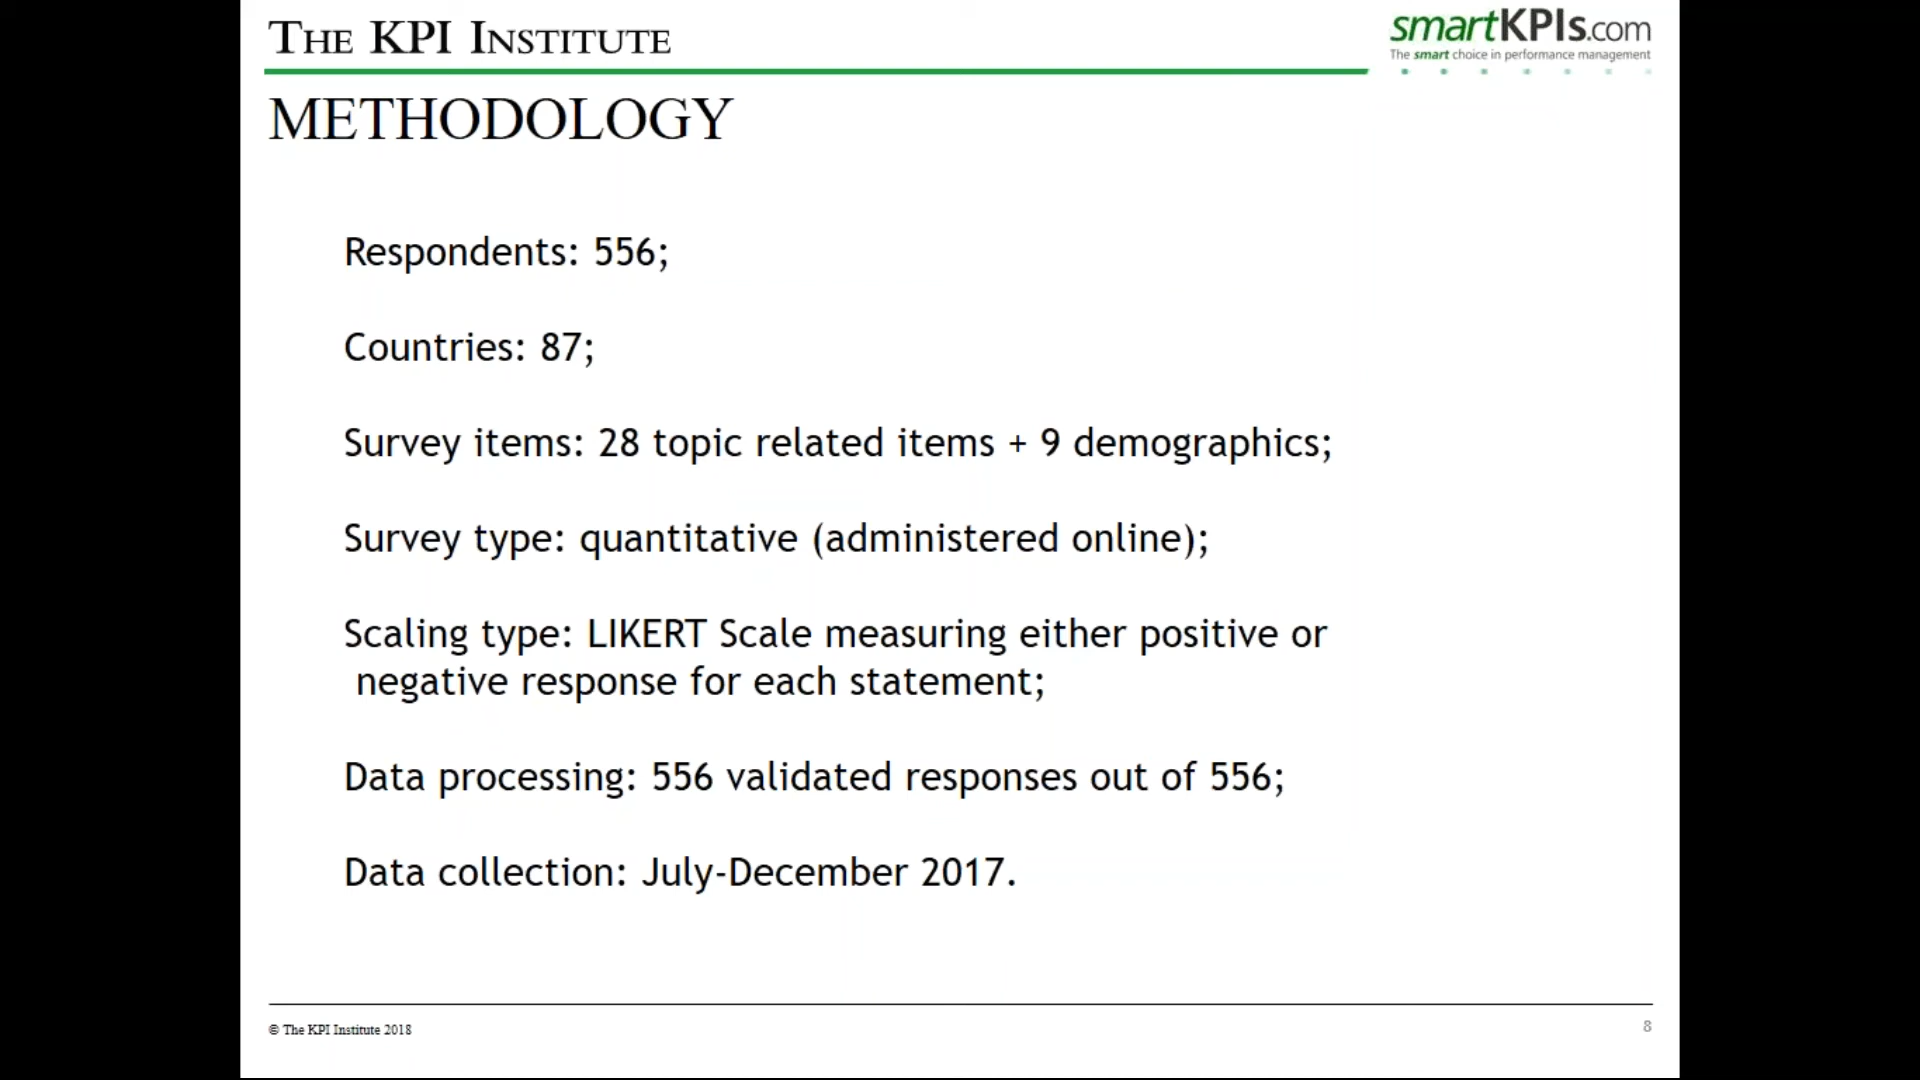 THE KPI INSTITUTE
smartKPIs.com
The smart choice in performance management
METHODOLOGY
Respondents: 556;
Countries: 87;
Survey items: 28 topic related items + 9 demographics;
Survey type: quantitative (administered online);
Scaling type: LIKERT Scale measuring either positive or
negative response for each statement;
Data processing: 556 validated responses out of 556;
Data collection: July-December 2017.
© The KPI Institute 2018
8